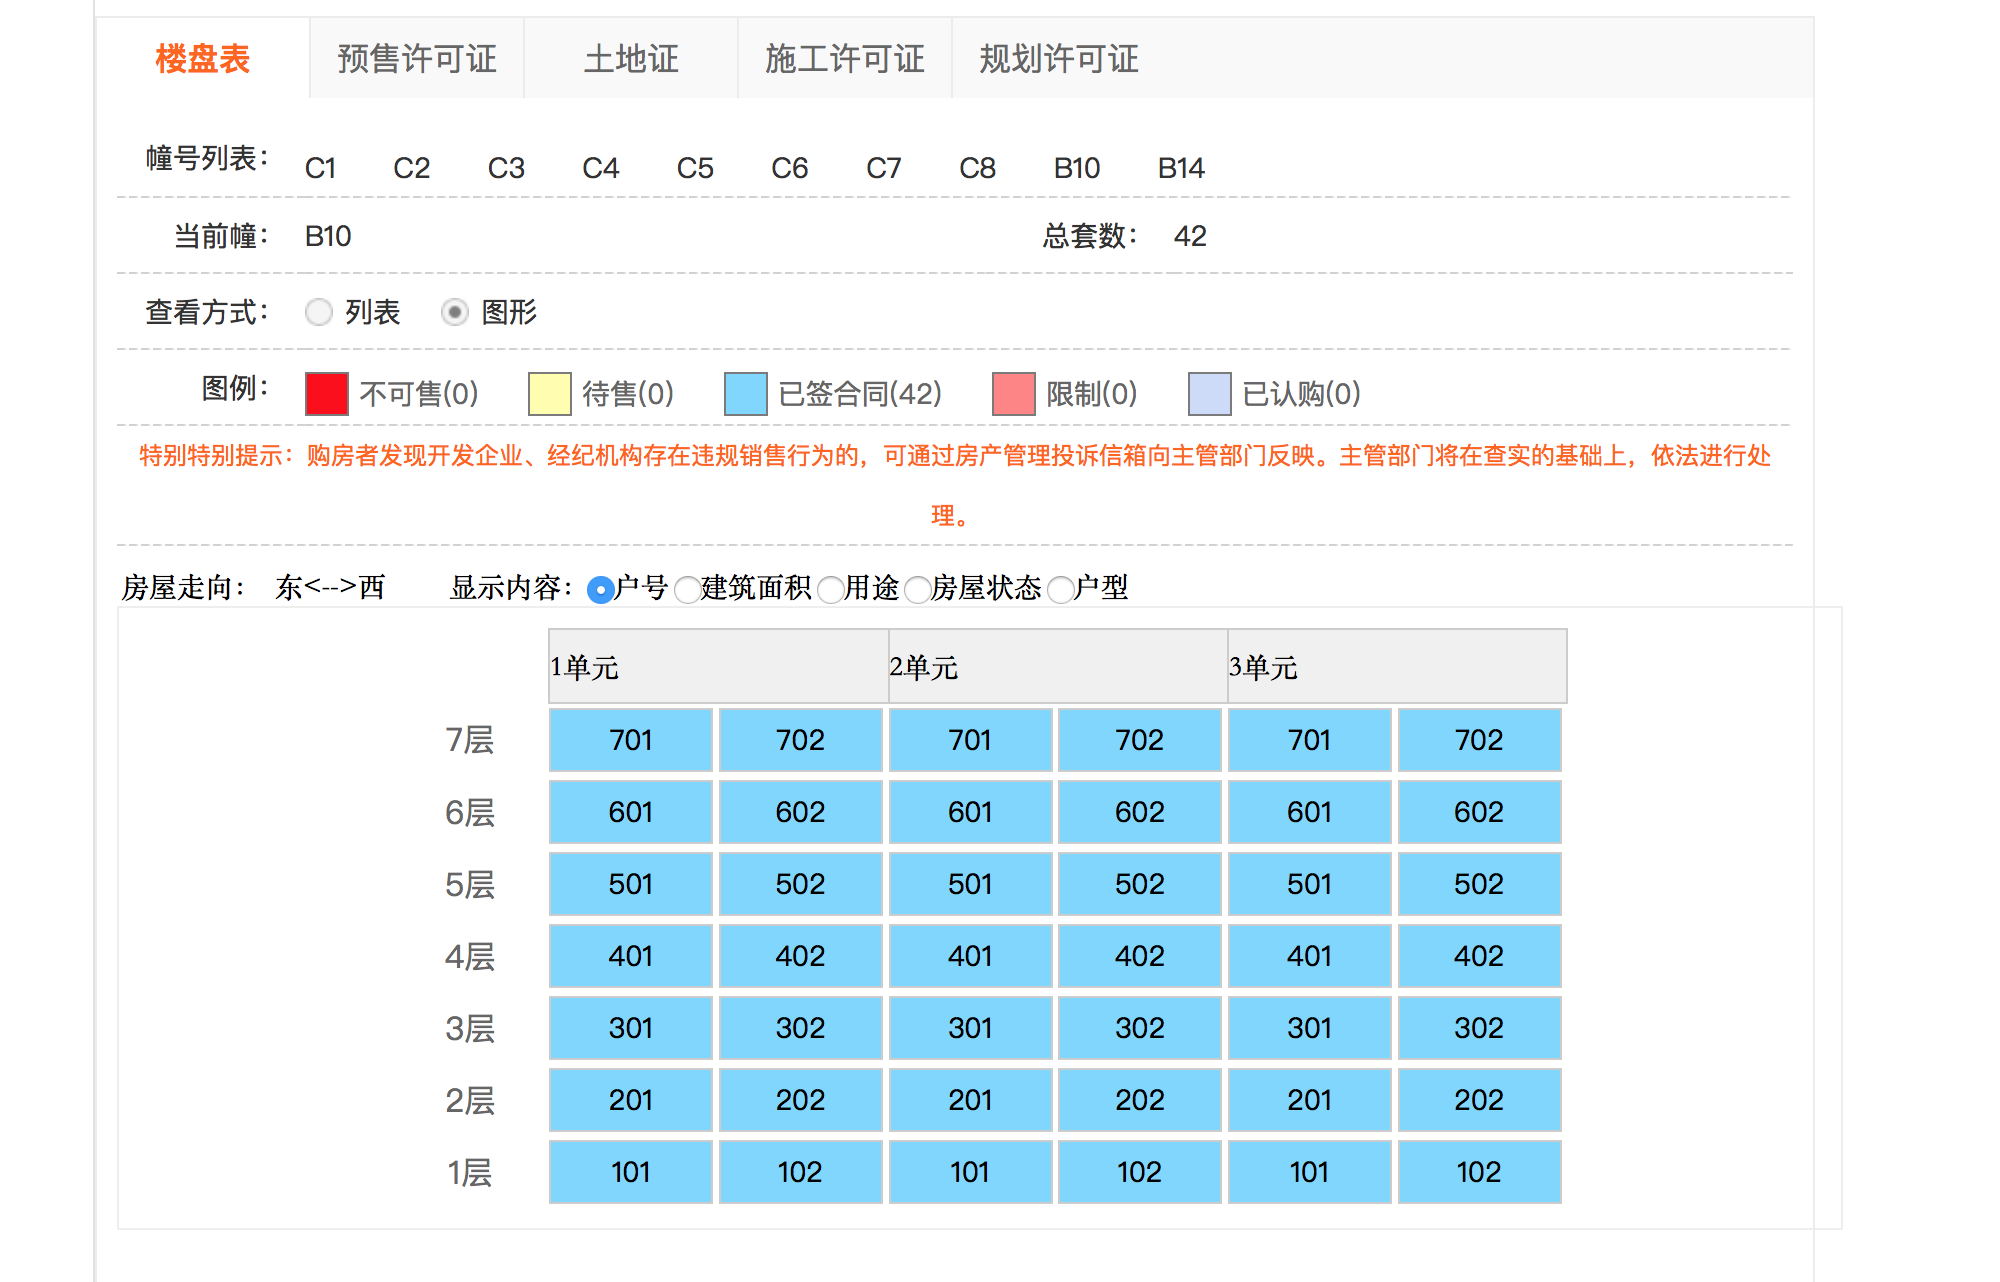 楼盘表 预售许可证 土地证 施工许可证 规划许可证
幢号列表： C1 C2 C3 C4 C5 C6 C7 C8 B10 B14
当前幢： B10 总套数： 42
查看方式： 列表 图形
图例： 不可售(0) 待售(0) 已签合同(42) 限制(0) 已认购(0)
特别特别提示：购房者发现开发企业、经纪机构存在违规销售行为的，可通过房产管理投诉信箱向主管部门反映。主管部门将在查实的基础上，依法进行处
理。
房屋走向： 东<-->西 显示内容： 户号 建筑面积 用途 房屋状态 户型
1单元 2单元 3单元
7层 701 702 701 702 701 702
6层 601 602 601 602 601 602
5层 501 502 501 502 501 502
4层 401 402 401 402 401 402
3层 301 302 301 302 301 302
2层 201 202 201 202 201 202
1层 101 102 101 102 101 102